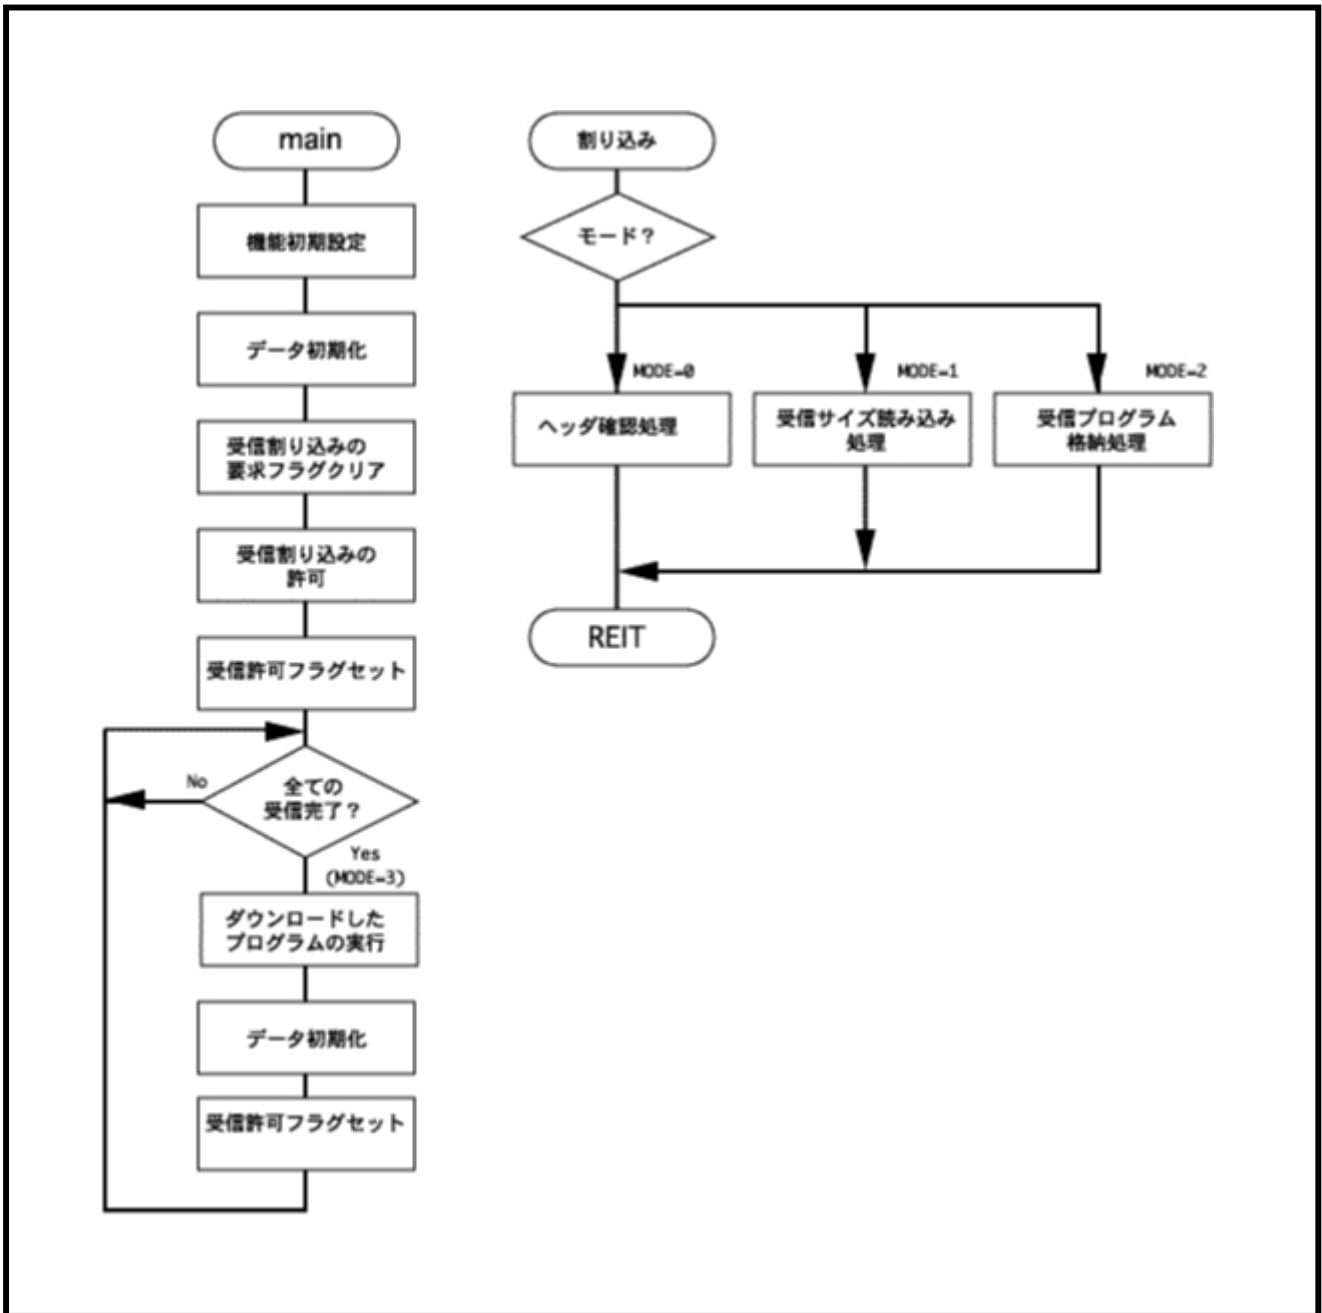 main
機能初期設定
データ初期化
受信割り込みの
要求フラグクリア
受信割り込みの
許可
受信許可フラグセット
全ての
受信完了？
No
Yes
(MODE=3)
ダウンロードした
プログラムの実行
データ初期化
受信許可フラグセット
割り込み
モード？
MODE=0
ヘッダ確認処理
MODE=1
受信サイズ読み込み
処理
MODE=2
受信プログラム
格納処理
REIT